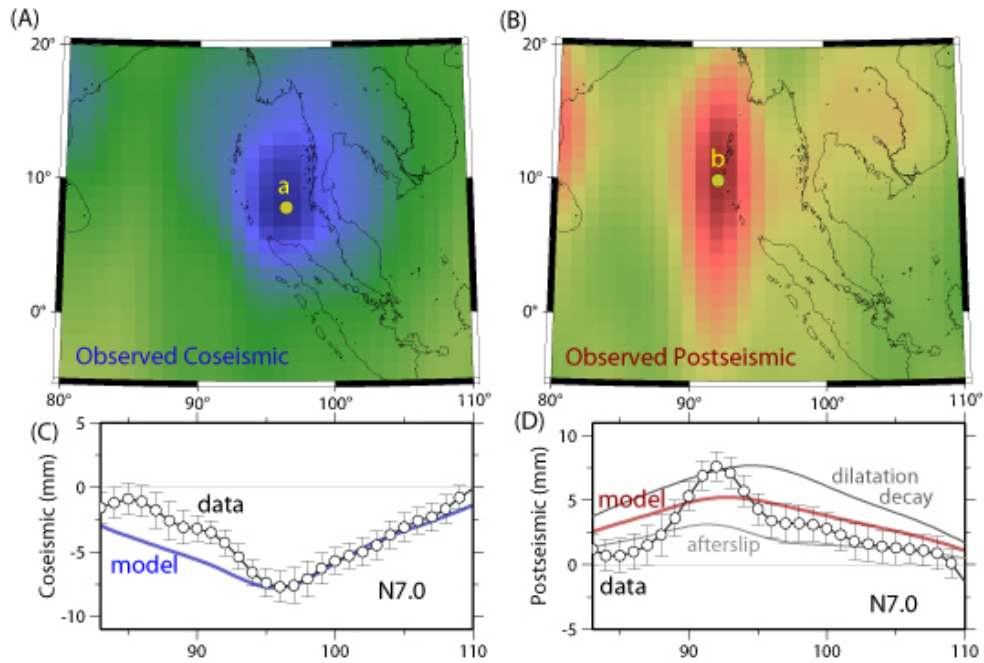 (A)
(B)
20°
20°
10°
10°
0°
0°
a
b
Observed Coseismic
Observed Postseismic
80°
90°
100°
110°
80°
90°
100°
110°
(C)
(D)
Coseismic (mm)
5
0
-5
-10
data
model
N7.0
90
100
110
Postseismic (mm)
10
5
0
-5
model
dilatation
decay
afterslip
data
N7.0
90
100
110